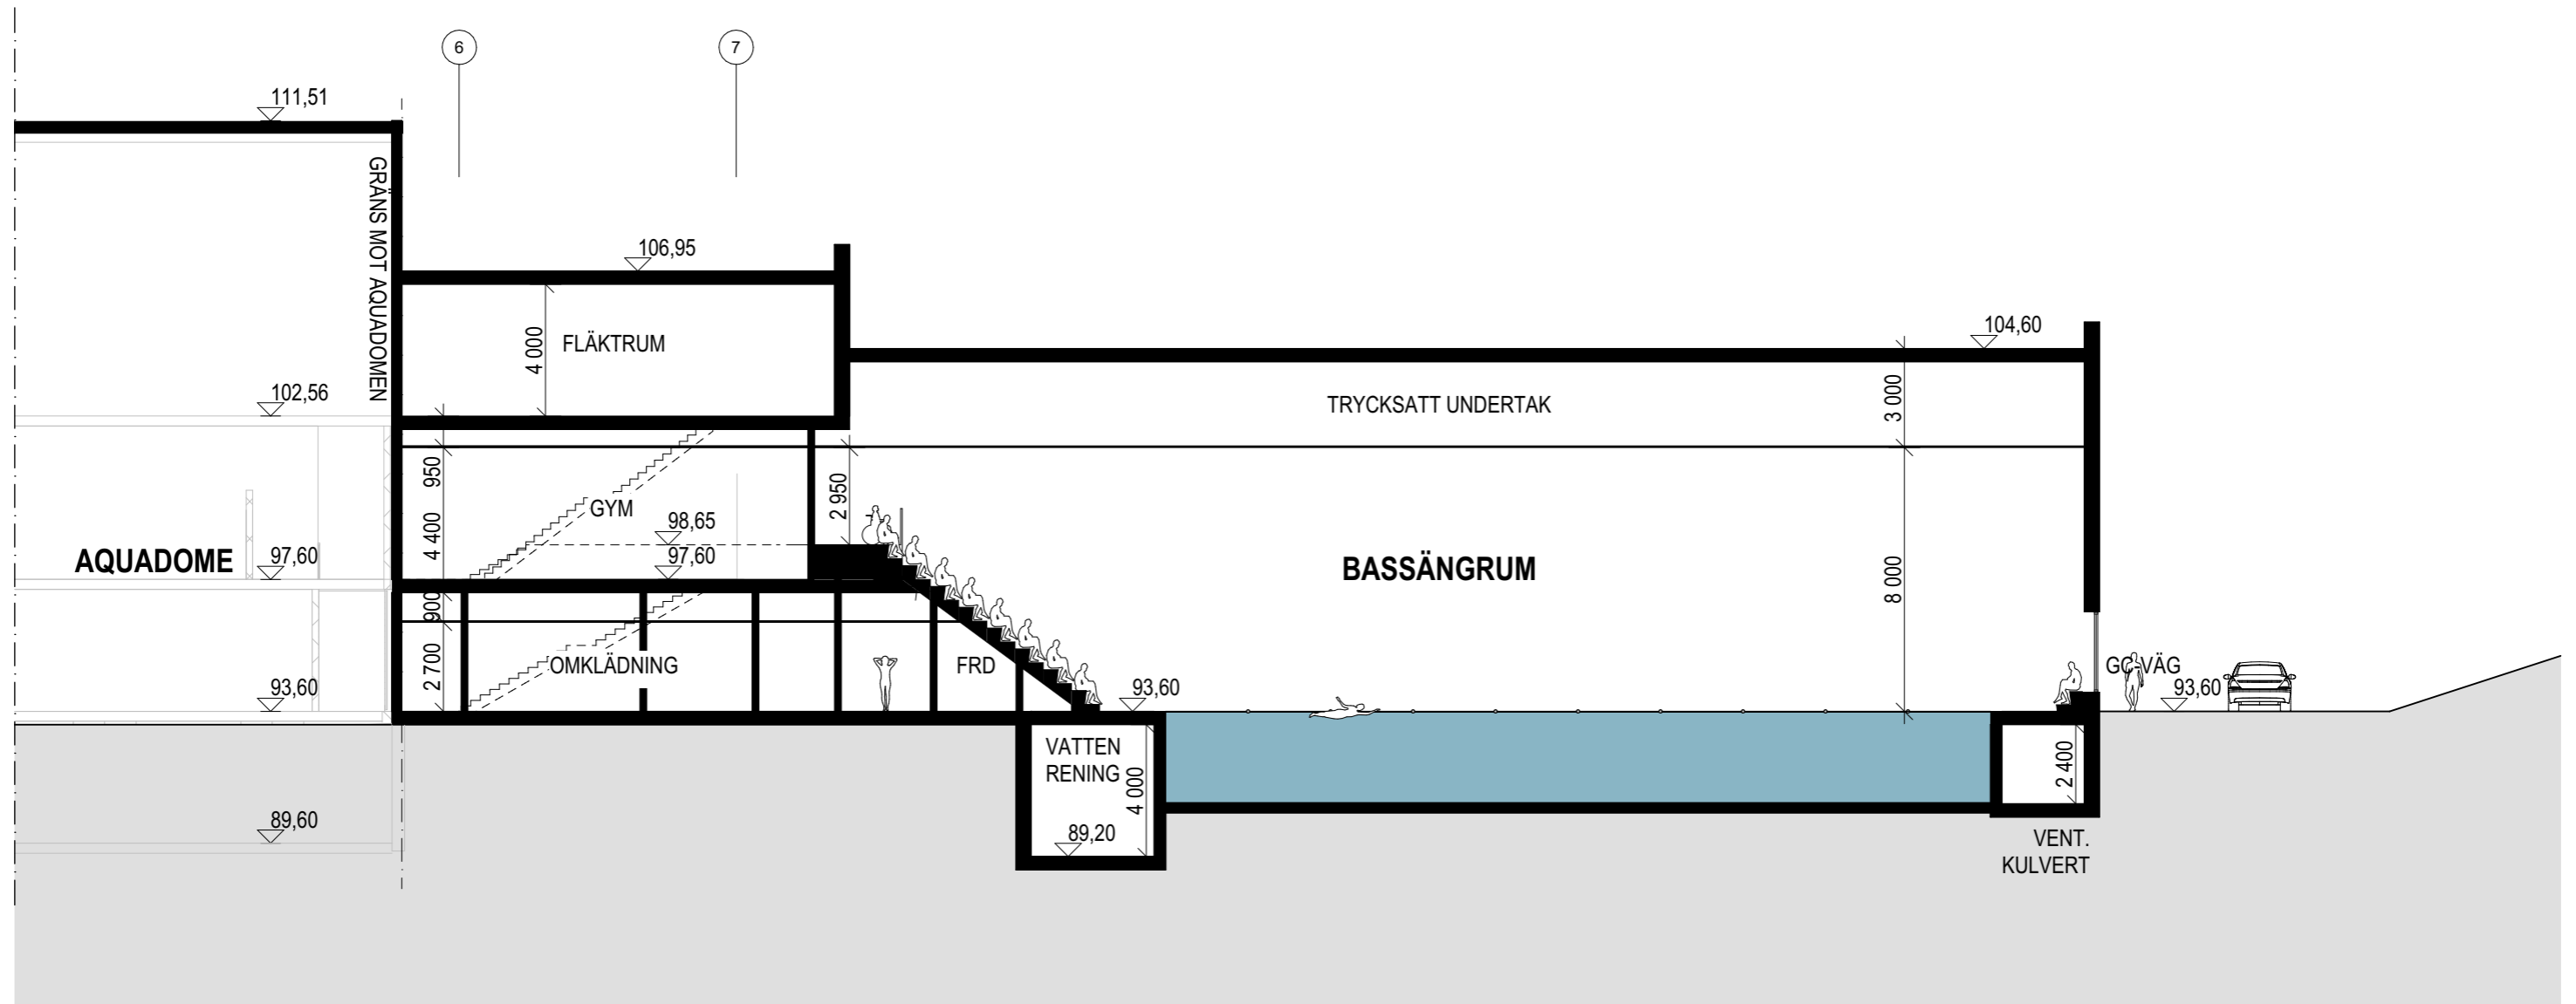 6
7
111,51
GRÄNS MOT AQUADOMEN
106,95
104,60
4 000
FLÄKTRUM
102,56
TRYCKSATT UNDERTAK
3 000
950
2 950
GYM
98,65
4 400
AQUADOME
97,60
97,60
BASSÄNGRUM
8 000
900
2 700
OMKLÄDNING
FRD
93,60
93,60
GC-VÄG
93,60
VATTEN
RENING
4 000
2 400
89,60
89,20
VENT.
KULVERT